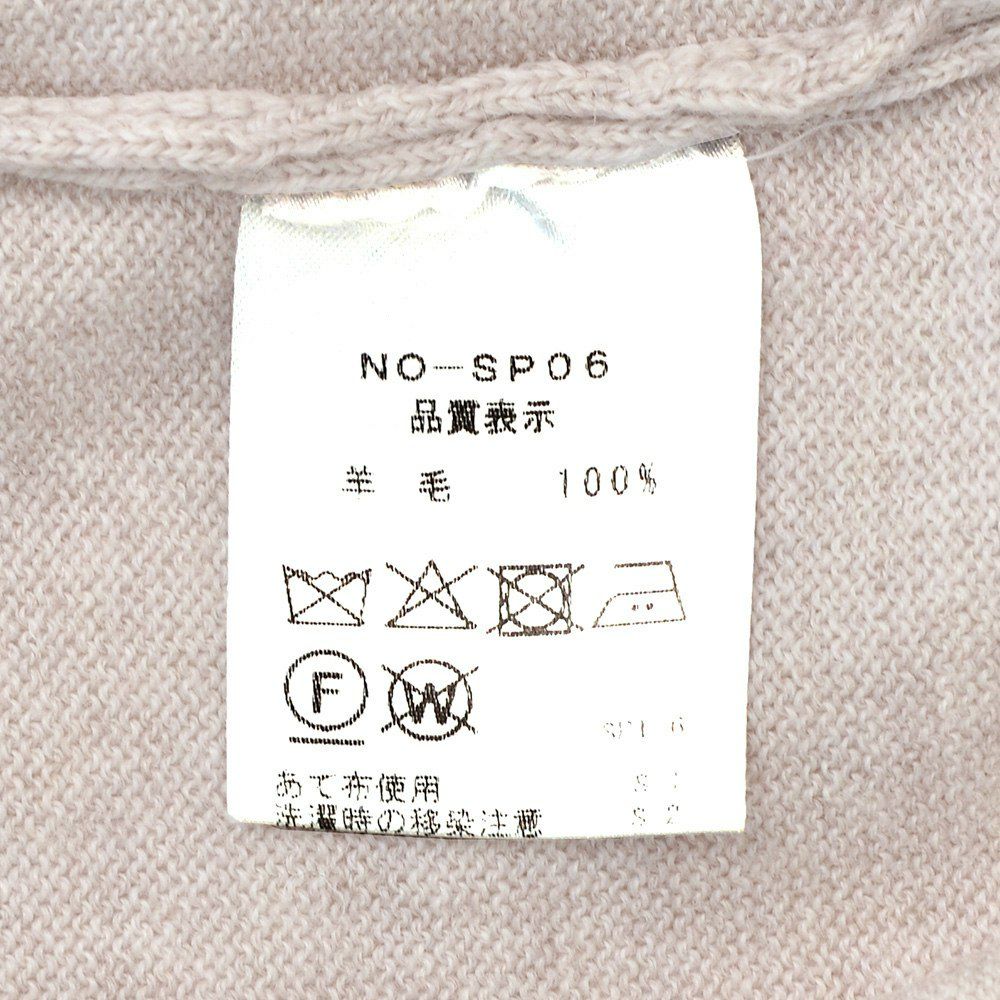 NO-SP06
品質表示
羊毛 100%
F
W
あて布使用
洗濯時の移染注意 S 2